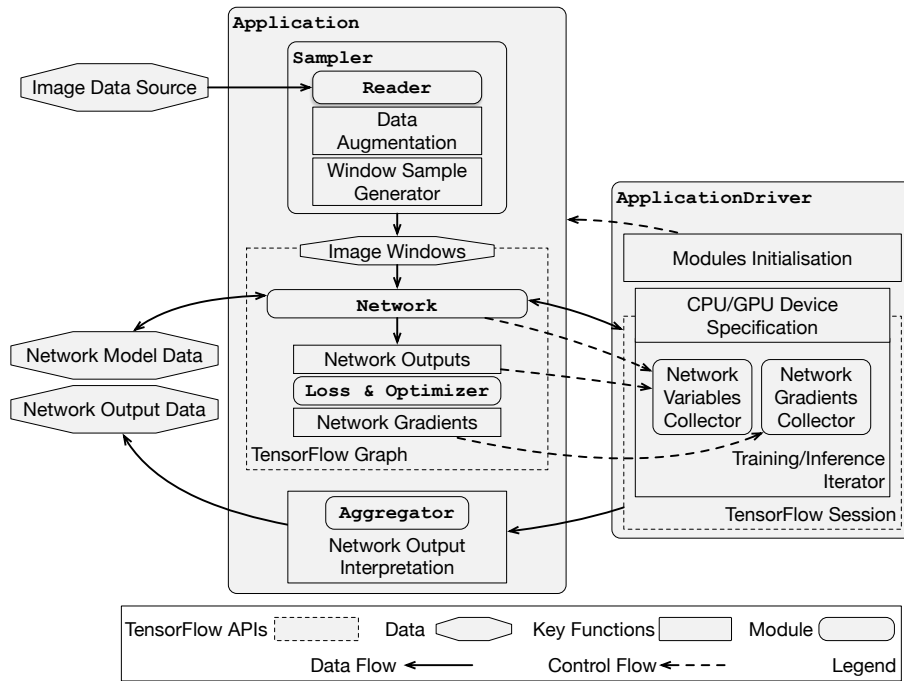 Application
Sampler
Image Data Source
Reader
Data
Augmentation
Window Sample
Generator
Image Windows
Network
Network Model Data
Network Output Data
Network Outputs
Loss & Optimizer
Network Gradients
TensorFlow Graph
Aggregator
Network Output
Interpretation
ApplicationDriver
Modules Initialisation
CPU/GPU Device
Specification
Network
Variables
Collector
Network
Gradients
Collector
Training/Inference
Iterator
TensorFlow Session
TensorFlow APIs
Data
Key Functions
Module
Data Flow
Control Flow
Legend